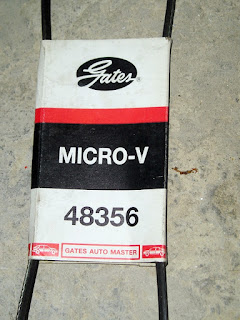 Gates
MICRO-V
48356
GATES AUTO MASTER